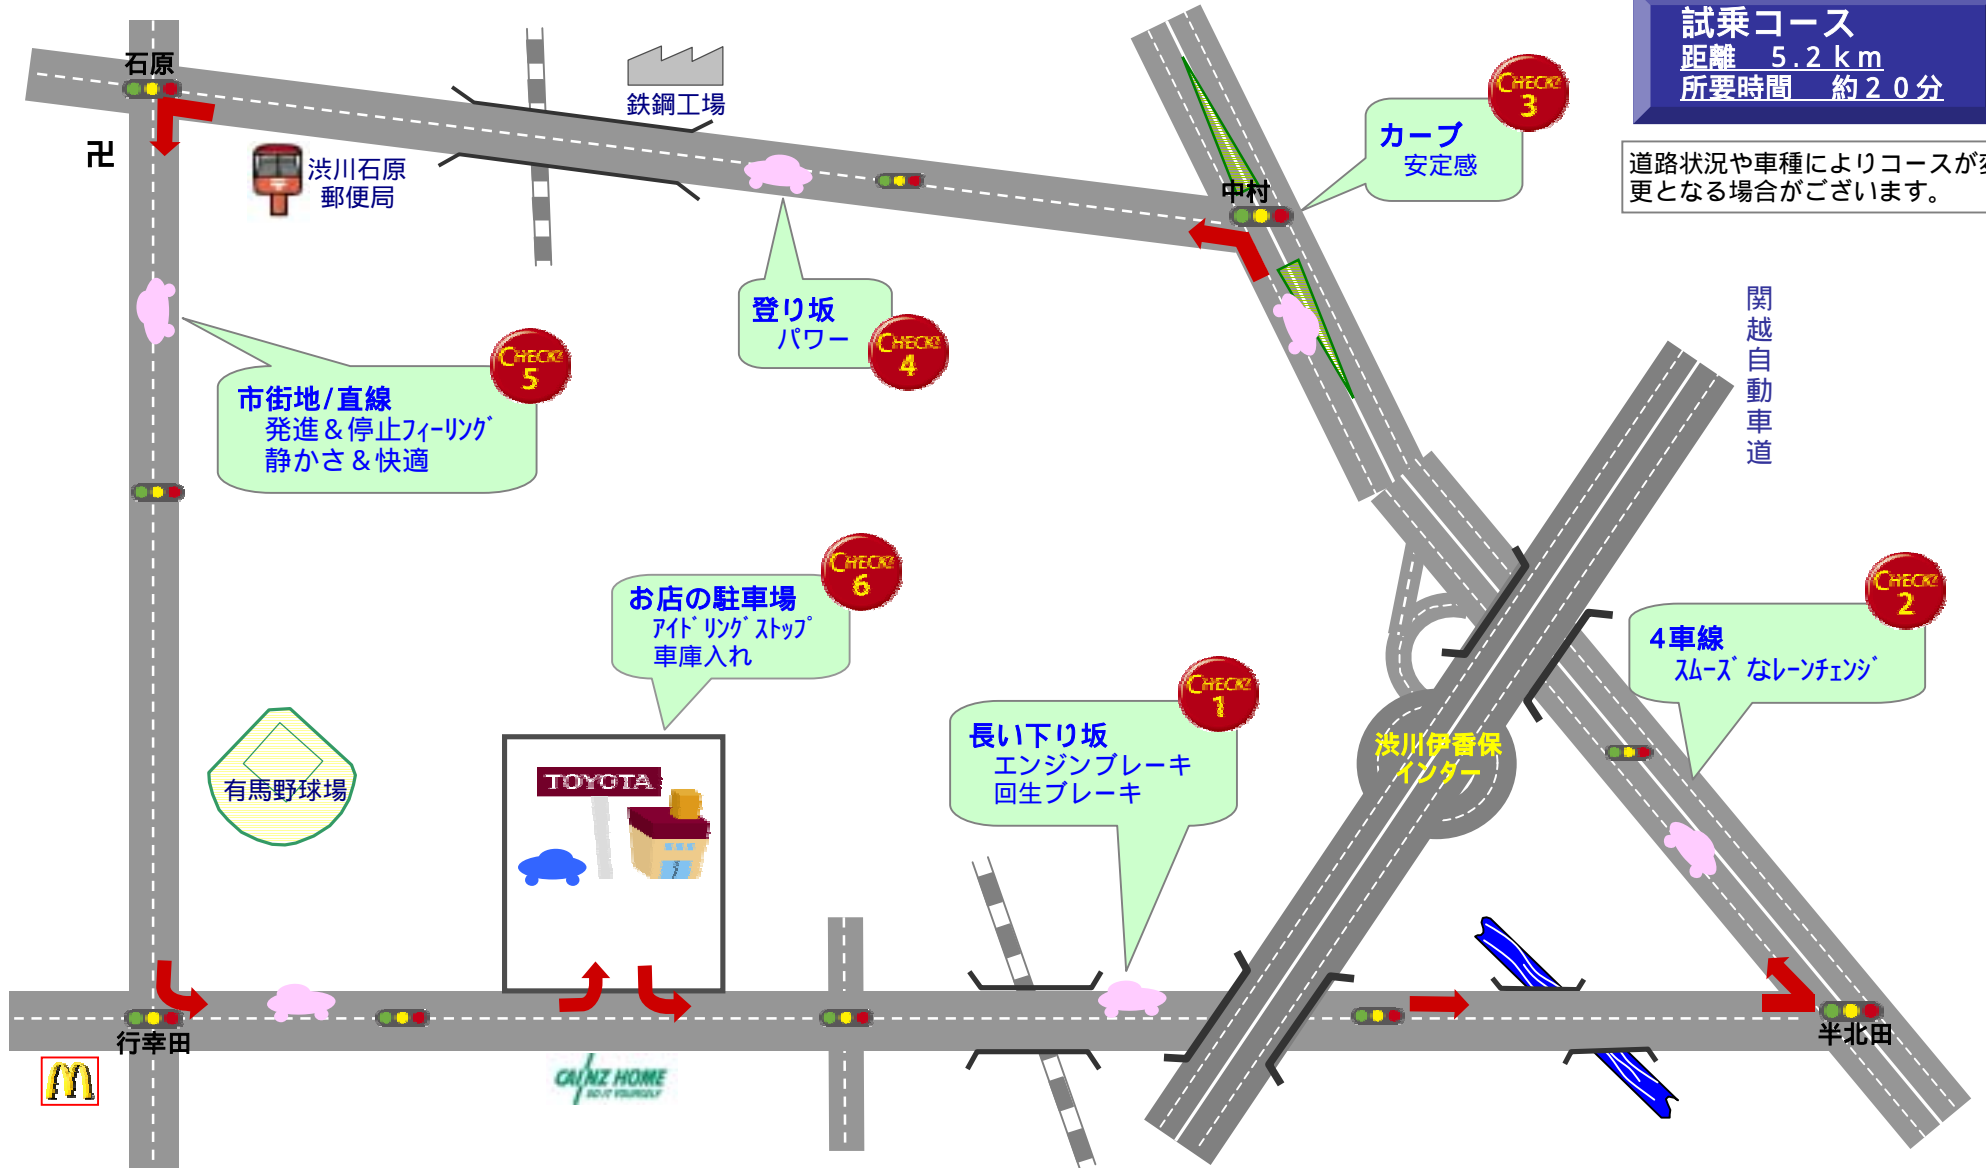 試乗コース
距離　5.2ｋｍ
所要時間　約２０分
道路状況や車種によりコースが変
更となる場合がございます。
石原
鉄鋼工場
卍
渋川石原
郵便局
中村
CHECK!
3
カーブ
安定感
登り坂
パワー
CHECK!
4
関越自動車道
CHECK!
5
市街地/直線
発進＆停止ﾌｨｰﾘﾝｸﾞ
静かさ＆快適
CHECK!
6
お店の駐車場
ｱｲﾄﾞﾘﾝｸﾞｽﾄｯﾌﾟ
車庫入れ
CHECK!
2
4車線
ｽﾑｰｽﾞなﾚｰﾝﾁｪﾝｼﾞ
CHECK!
1
長い下り坂
エンジンブレーキ
回生ブレーキ
渋川伊香保
インター
有馬野球場
TOYOTA
行幸田
半北田
CAINZ HOME
DO IT YOURSELF